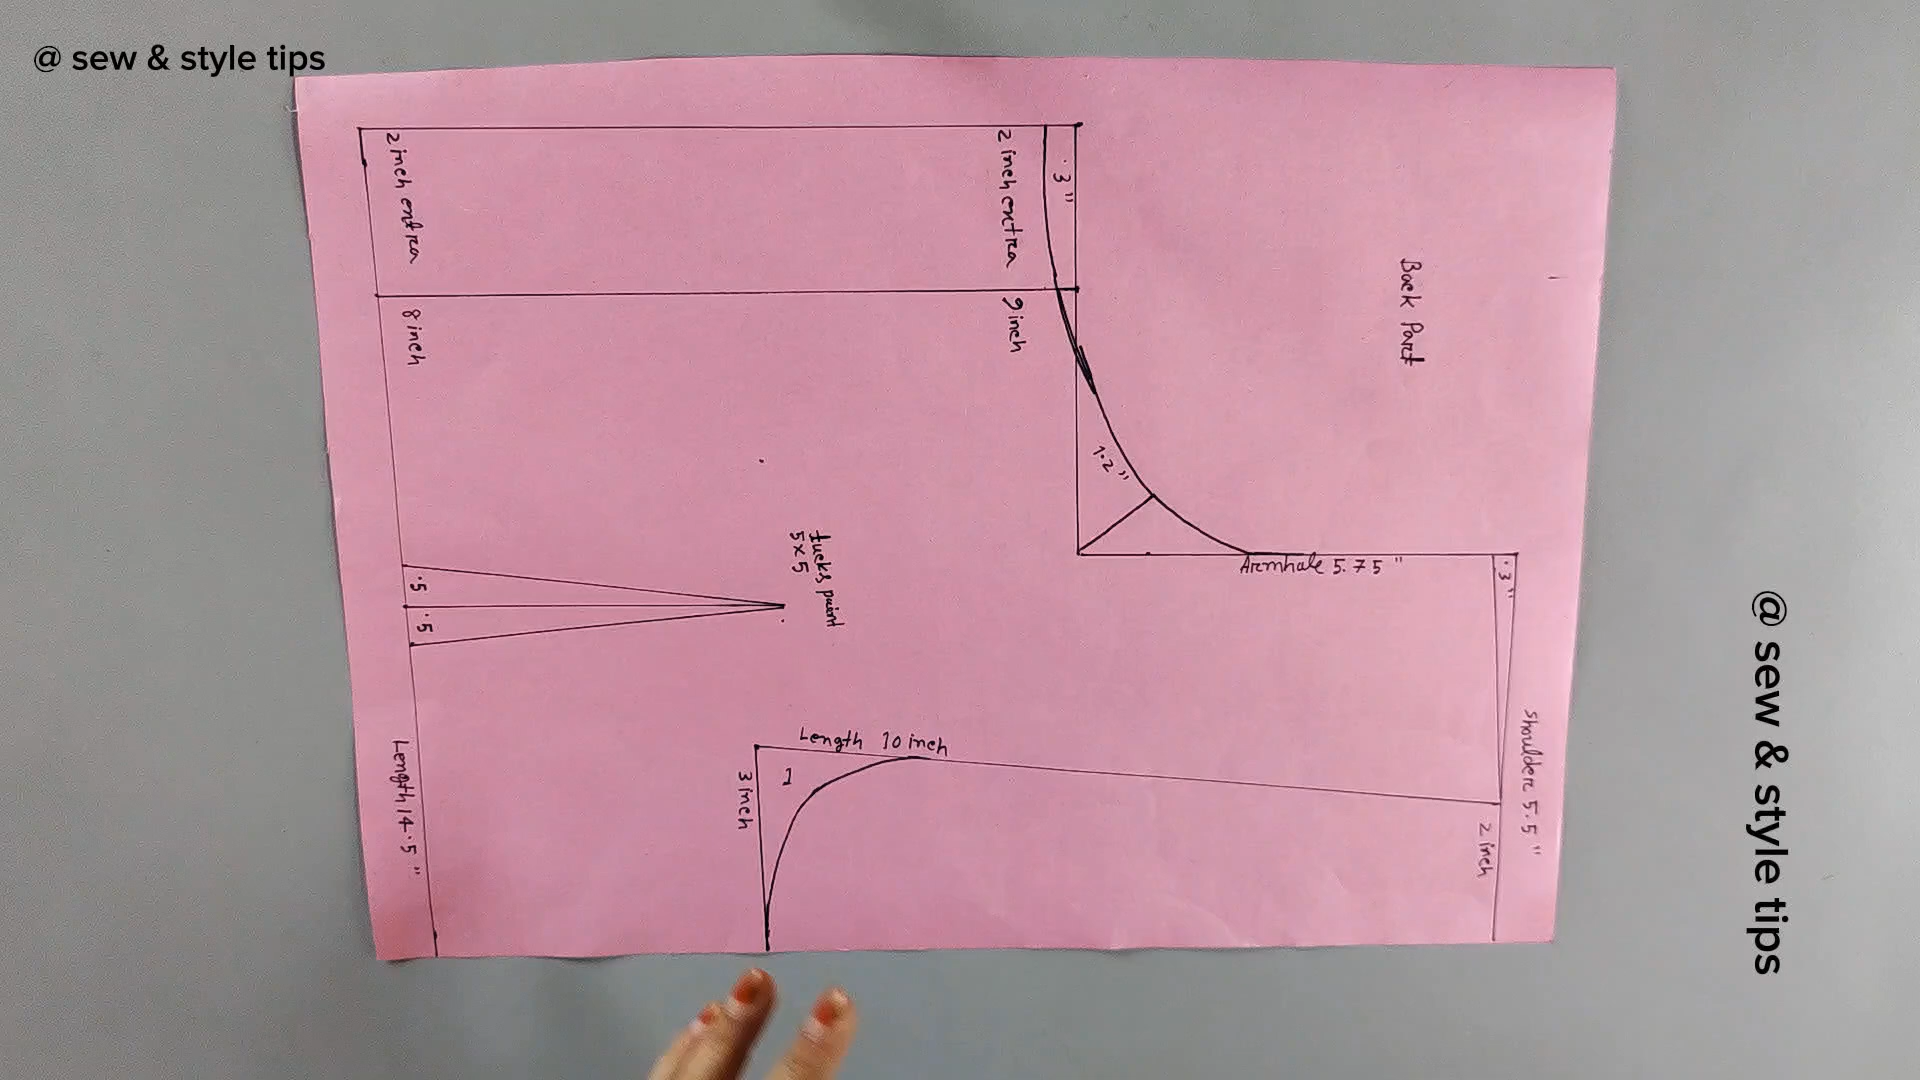 @ sew & style tips
Back Part
2 inch extra
.3"
2 inch extra
8 inch
9 inch
1.2"
tucks point
5x5
.5
.5
Armhole 5.75"
.3"
Shoulder 5.5"
2 inch
Length 10 inch
1
3 inch
Length 14.5"
@ sew & style tips